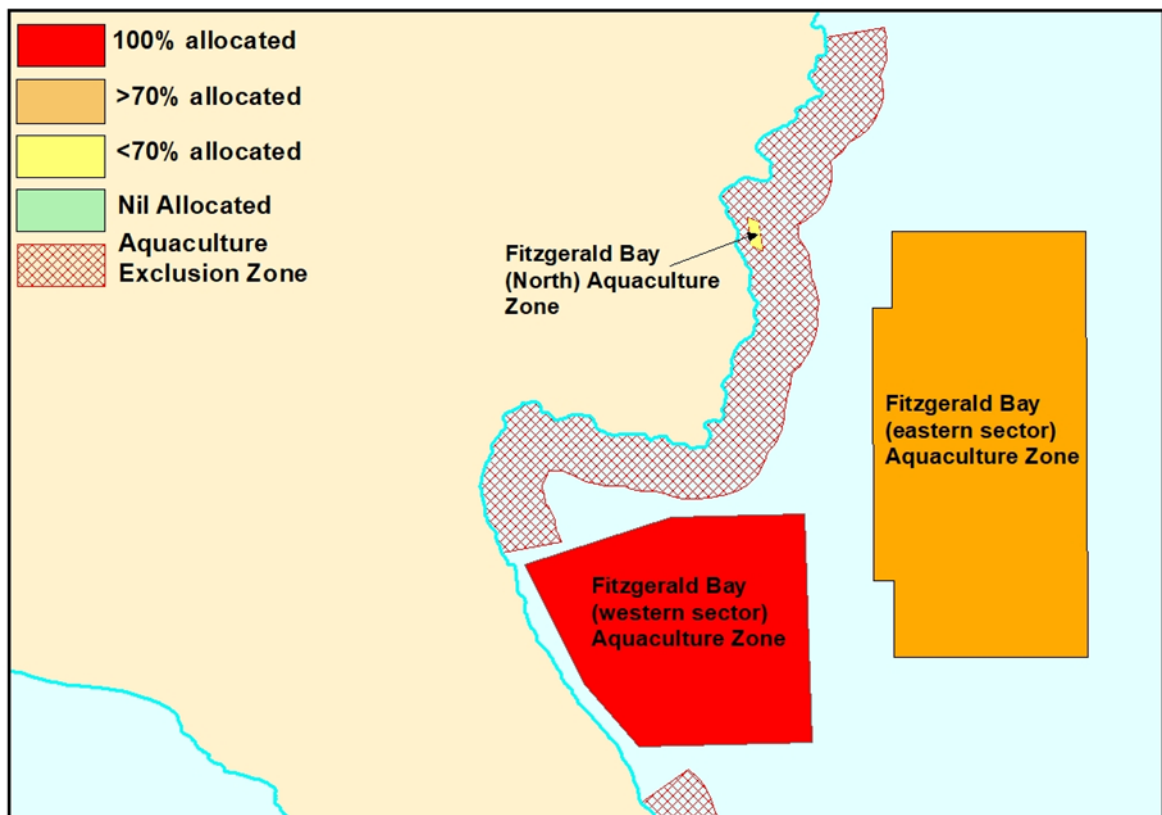 100% allocated
>70% allocated
<70% allocated
Nil Allocated
Aquaculture
Exclusion Zone
Fitzgerald Bay
(North) Aquaculture
Zone
Fitzgerald Bay
(eastern sector)
Aquaculture Zone
Fitzgerald Bay
(western sector)
Aquaculture Zone